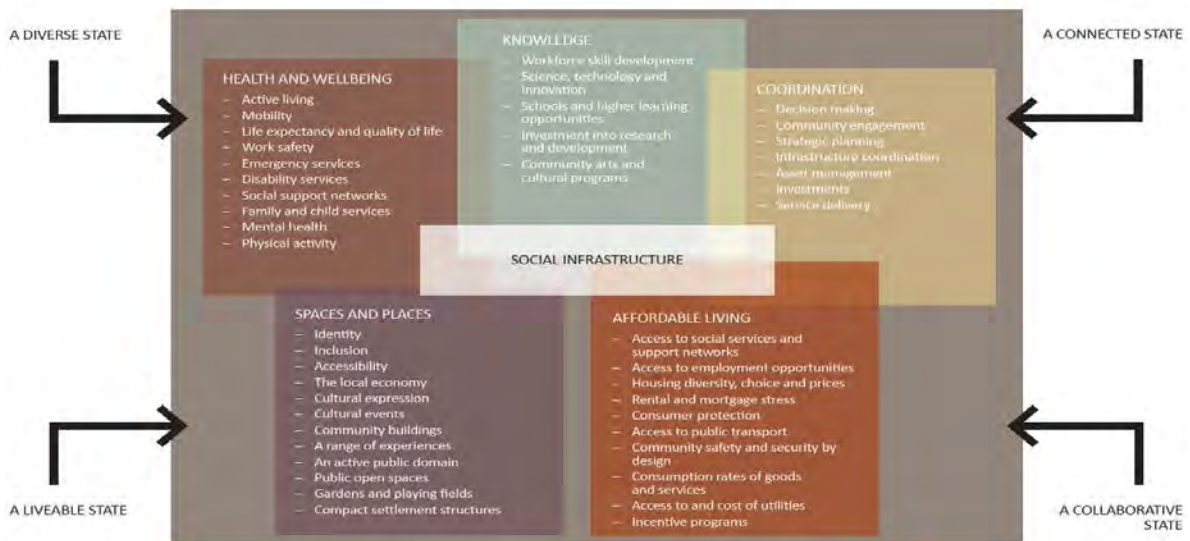 A DIVERSE STATE
A CONNECTED STATE
HEALTH AND WELLBEING
– Active living
– Mobility
– Life expectancy and quality of life
– Work safety
– Emergency services
– Disability services
– Social support networks
– Family and child services
– Mental health
– Physical activity
KNOWLLDGE
– Workforce skill development
– Science, technology and
innovation
– Schools and higher learning
opportunities
– Investment into research
and development
– Community arts and
cultural programs
COORDINATION
– Decision making
– Community engagement
– Strategic planning
– Infrastructure coordination
– Asset management
– Investments
– Service delivery
SOCIAL INFRASTRUCTURE
SPACES AND PLACES
– Identity
– Inclusion
– Accessibility
– The local economy
– Cultural expression
– Cultural events
– Community buildings
– A range of experiences
– An active public domain
– Public open spaces
– Gardens and playing fields
– Compact settlement structures
AFFORDABLE LIVING
– Access to social services and
support networks
– Access to employment opportunities
– Housing diversity, choice and prices
– Rental and mortgage stress
– Consumer protection
– Access to public transport
– Community safety and security by
design
– Consumption rates of goods
and services
– Access to and cost of utilities
– Incentive programs
A LIVEABLE STATE
A COLLABORATIVE
STATE